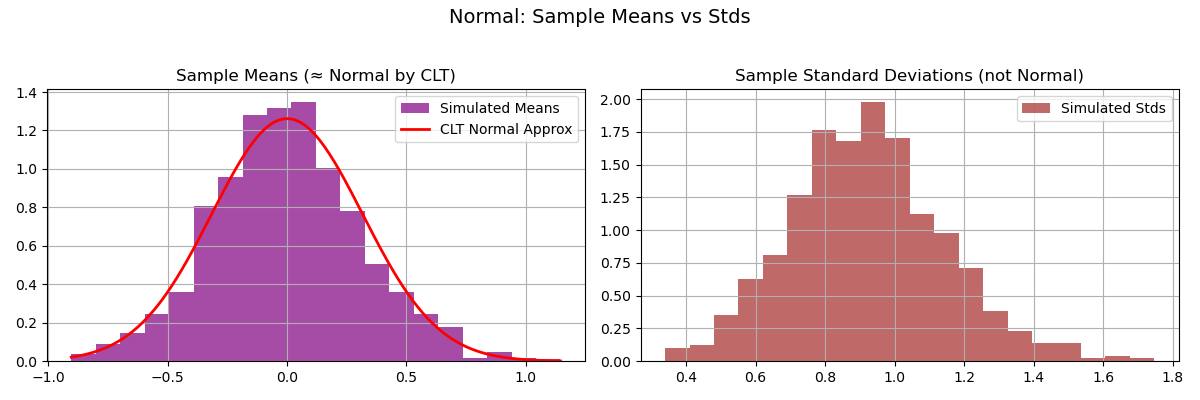 Normal: Sample Means vs Stds
Sample Means (≈ Normal by CLT)
Simulated Means
CLT Normal Approx
1.4
1.2
1.0
0.8
0.6
0.4
0.2
0.0
−1.0 −0.5 0.0 0.5 1.0
Sample Standard Deviations (not Normal)
Simulated Stds
2.00
1.75
1.50
1.25
1.00
0.75
0.50
0.25
0.00
0.4 0.6 0.8 1.0 1.2 1.4 1.6 1.8